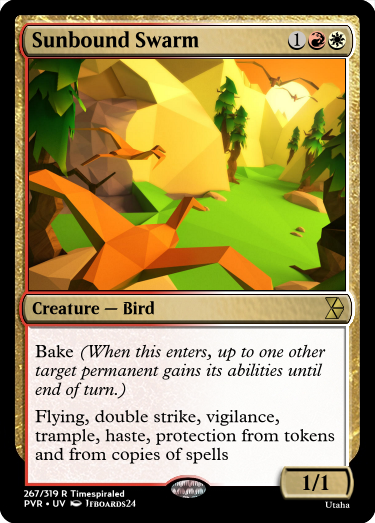 Sunbound Swarm 1
Creature — Bird
Bake (When this enters, up to one other
target permanent gains its abilities until
end of turn.)
Flying, double strike, vigilance,
trample, haste, protection from tokens
and from copies of spells
1/1
267/319 R Timespiraled
PVR • UV Jfboards24
Utaha